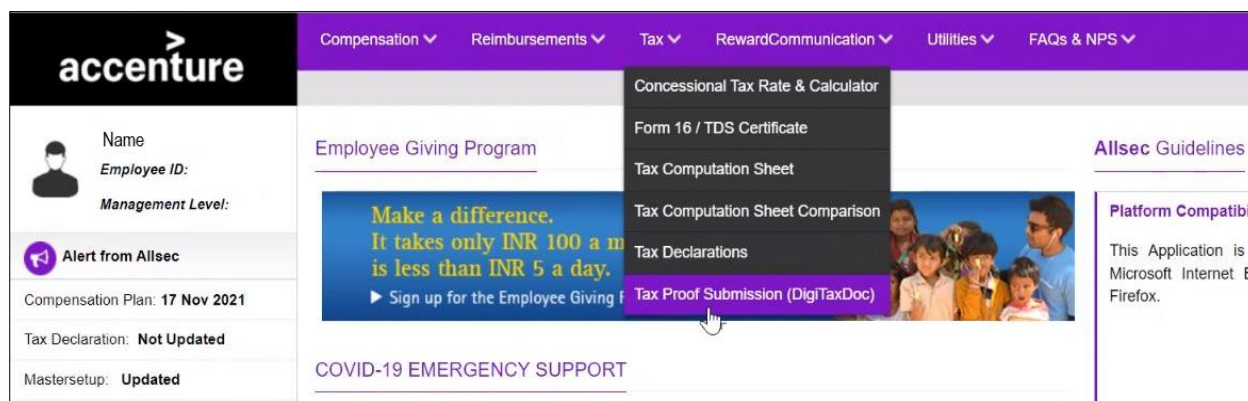 accenture
Compensation Reimbursements Tax RewardCommunication Utilities FAQs & NPS
Concessional Tax Rate & Calculator
Form 16 / TDS Certificate
Tax Computation Sheet
Tax Computation Sheet Comparison
Tax Declarations
Tax Proof Submission (DigiTaxDoc)
Name
Employee ID:
Management Level:
Alert from Allsec
Compensation Plan: 17 Nov 2021
Tax Declaration: Not Updated
Mastersetup: Updated
Employee Giving Program
Make a difference.
It takes only INR 100 a
is less than INR 5 a day.
Sign up for the Employee Giving
COVID-19 EMERGENCY SUPPORT
Allsec Guidelines
Platform
This Application is
Microsoft Internet
Firefox.